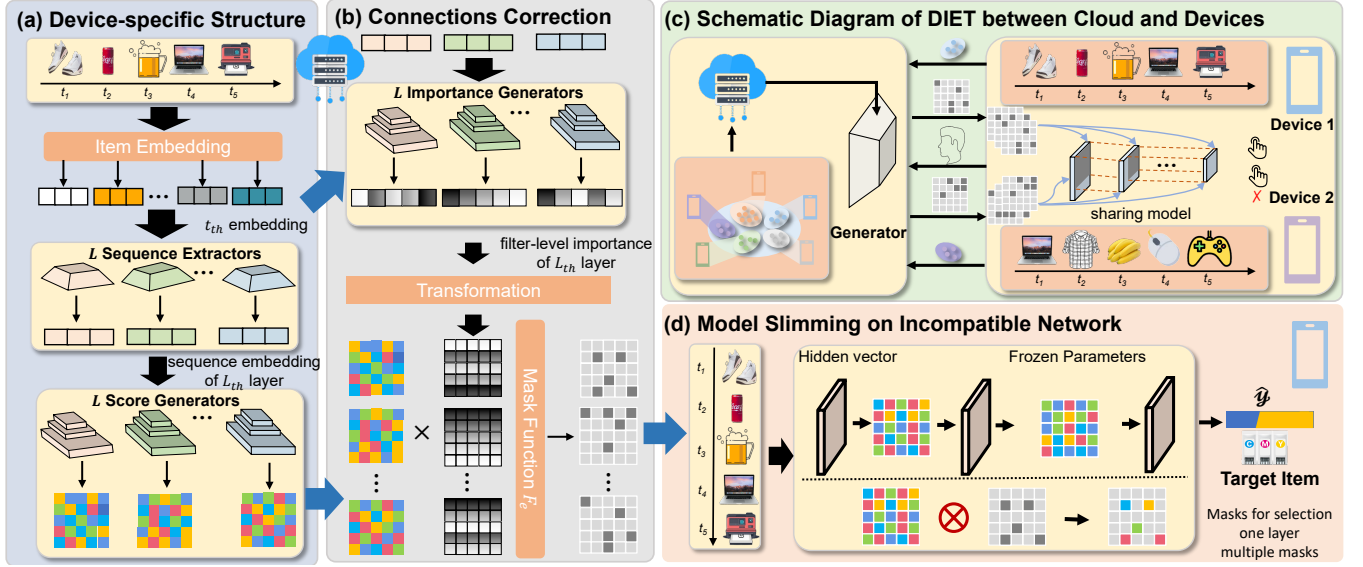 (a) Device-specific Structure
t1 t2 t3 t4 t5
Item Embedding
...
t_th embedding
L Sequence Extractors
...
sequence embedding
of L_th layer
L Score Generators
...
(b) Connections Correction
L Importance Generators
...
filter-level importance
of L_th layer
Transformation
×
Mask Function F_e
(c) Schematic Diagram of DIET between Cloud and Devices
Generator
t1 t2 t3 t4 t5
Device 1
...
sharing model
X Device 2
t1 t2 t3 t4 t5
(d) Model Slimming on Incompatible Network
t1
t2
t3
t4
t5
Hidden vector
Frozen Parameters
ŷ
C M Y
Target Item
Masks for selection
one layer
multiple masks